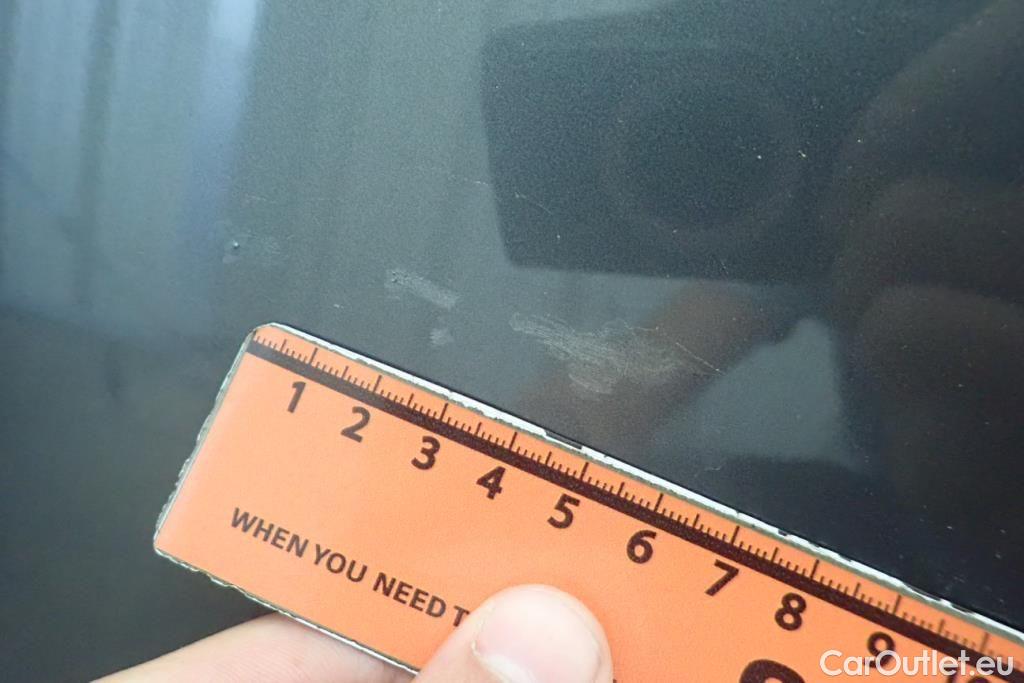 1 2 3 4 5 6 7 8 9
WHEN YOU NEED
CarOutlet.eu